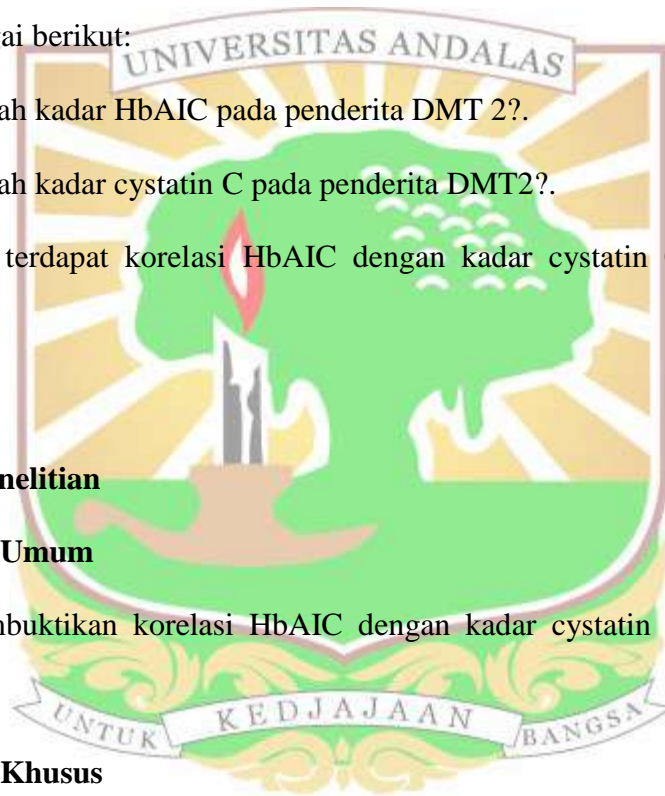 gai berikut:
UNIVERSITAS ANDALAS
ah kadar HbAIC pada penderita DMT 2?.
ah kadar cystatin C pada penderita DMT2?.
terdapat korelasi HbAIC dengan kadar cystatin
nelitian
Umum
nbuktikan korelasi HbAIC dengan kadar cystatin
UNTUK KEDJAJAAN BANGSA
Khusus